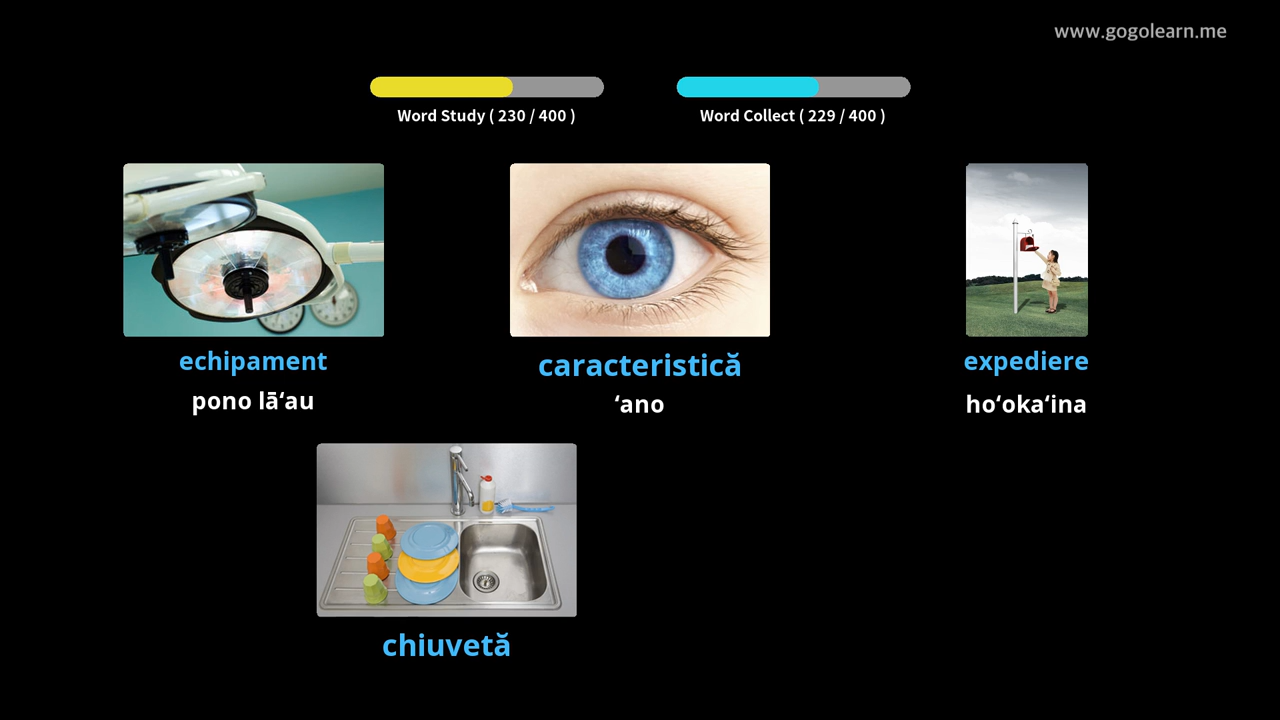 www.gogolearn.me
Word Study ( 230 / 400 )
Word Collect ( 229 / 400 )
echipament
pono lāʻau
caracteristică
ʻano
expediere
hoʻokaʻina
chiuvetă